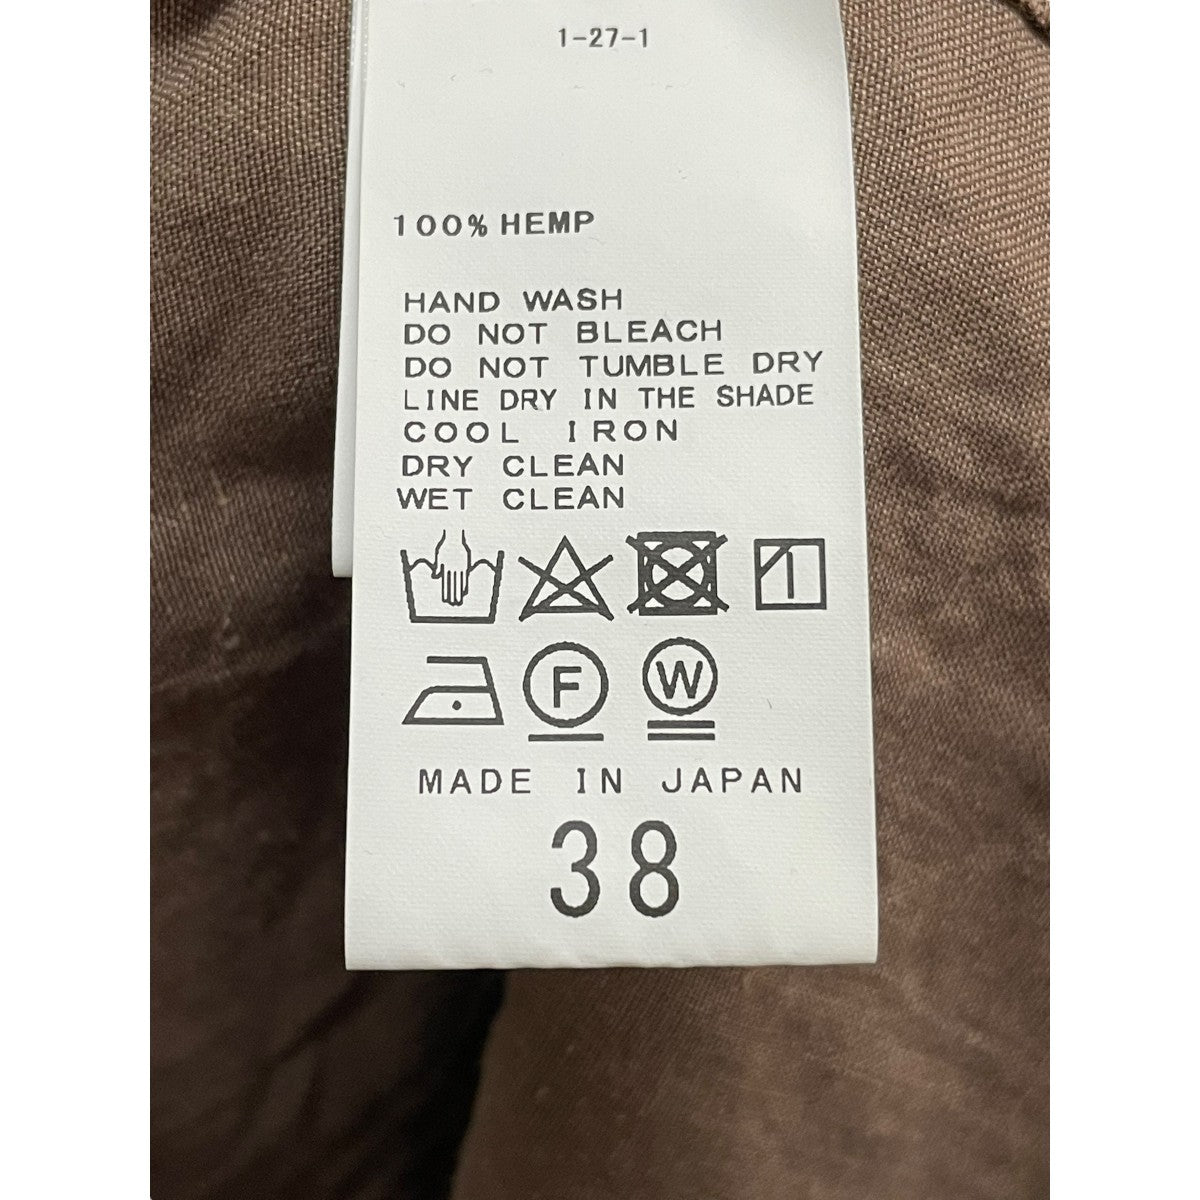 1-27-1
100% HEMP
HAND WASH
DO NOT BLEACH
DO NOT TUMBLE DRY
LINE DRY IN THE SHADE
COOL IRON
DRY CLEAN
WET CLEAN
F W
MADE IN JAPAN
38